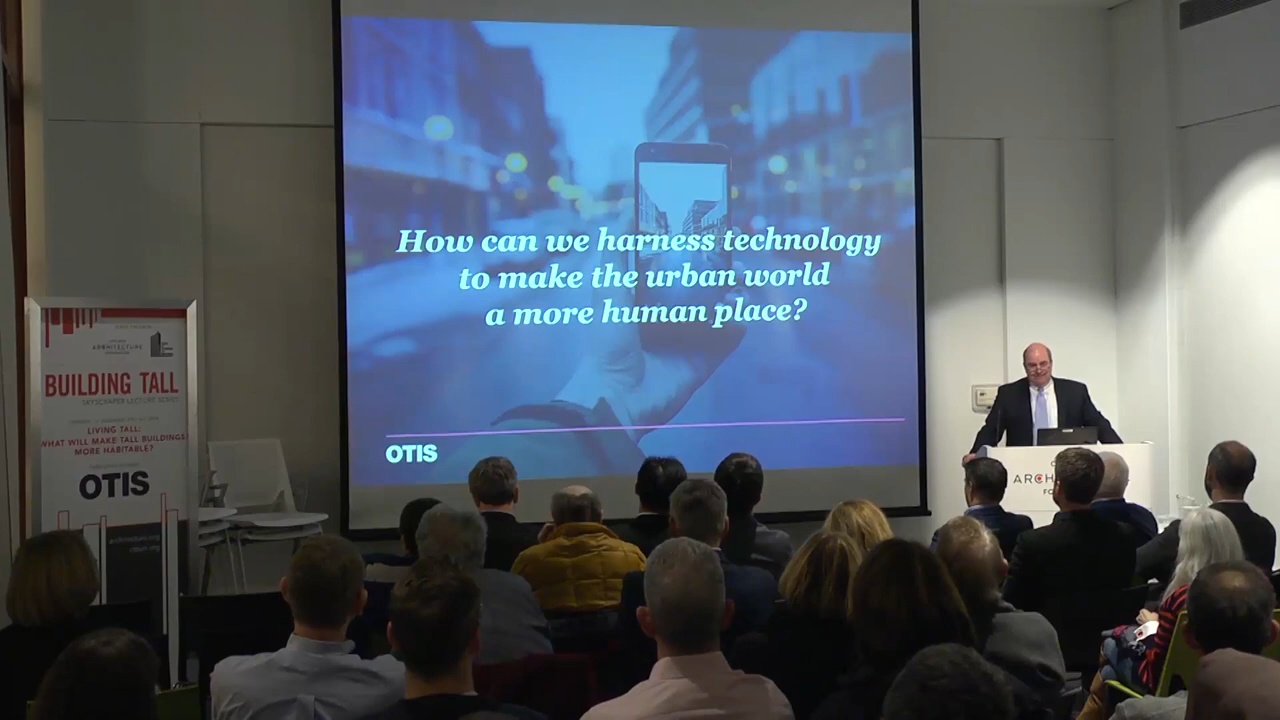 How can we harness technology
to make the urban world
a more human place?
OTIS
ARCHITECTURE
BUILDING TALL
SKYSCRAPER LECTURE SERIES
LIVING TALL:
WHAT WILL MAKE TALL BUILDINGS
MORE HABITABLE?
OTIS